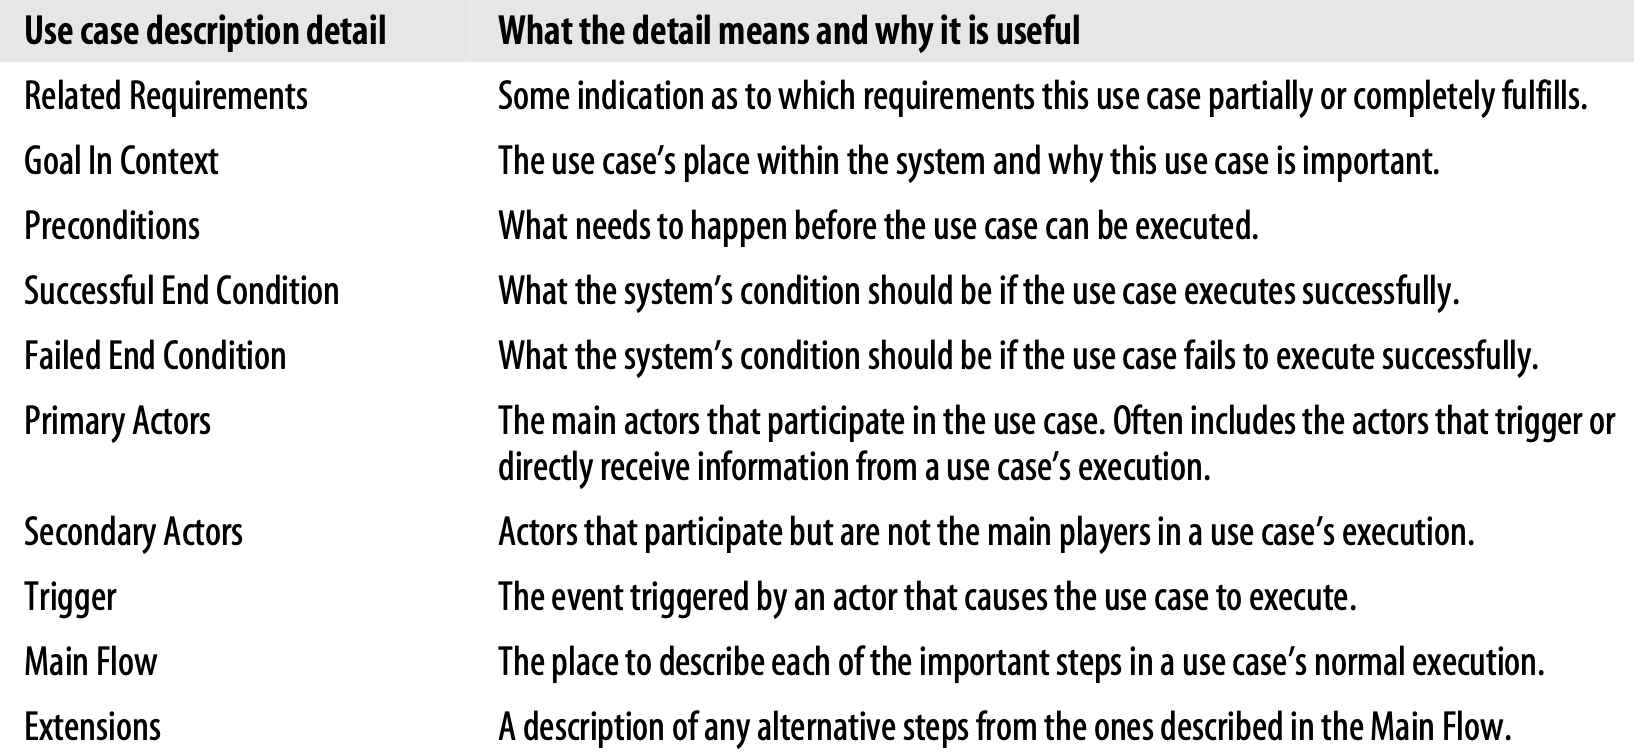 Use case description detail What the detail means and why it is useful
Related Requirements Some indication as to which requirements this use case partially or completely fulfills.
Goal In Context The use case’s place within the system and why this use case is important.
Preconditions What needs to happen before the use case can be executed.
Successful End Condition What the system’s condition should be if the use case executes successfully.
Failed End Condition What the system’s condition should be if the use case fails to execute successfully.
Primary Actors The main actors that participate in the use case. Often includes the actors that trigger or
directly receive information from a use case’s execution.
Secondary Actors Actors that participate but are not the main players in a use case’s execution.
Trigger The event triggered by an actor that causes the use case to execute.
Main Flow The place to describe each of the important steps in a use case’s normal execution.
Extensions A description of any alternative steps from the ones described in the Main Flow.